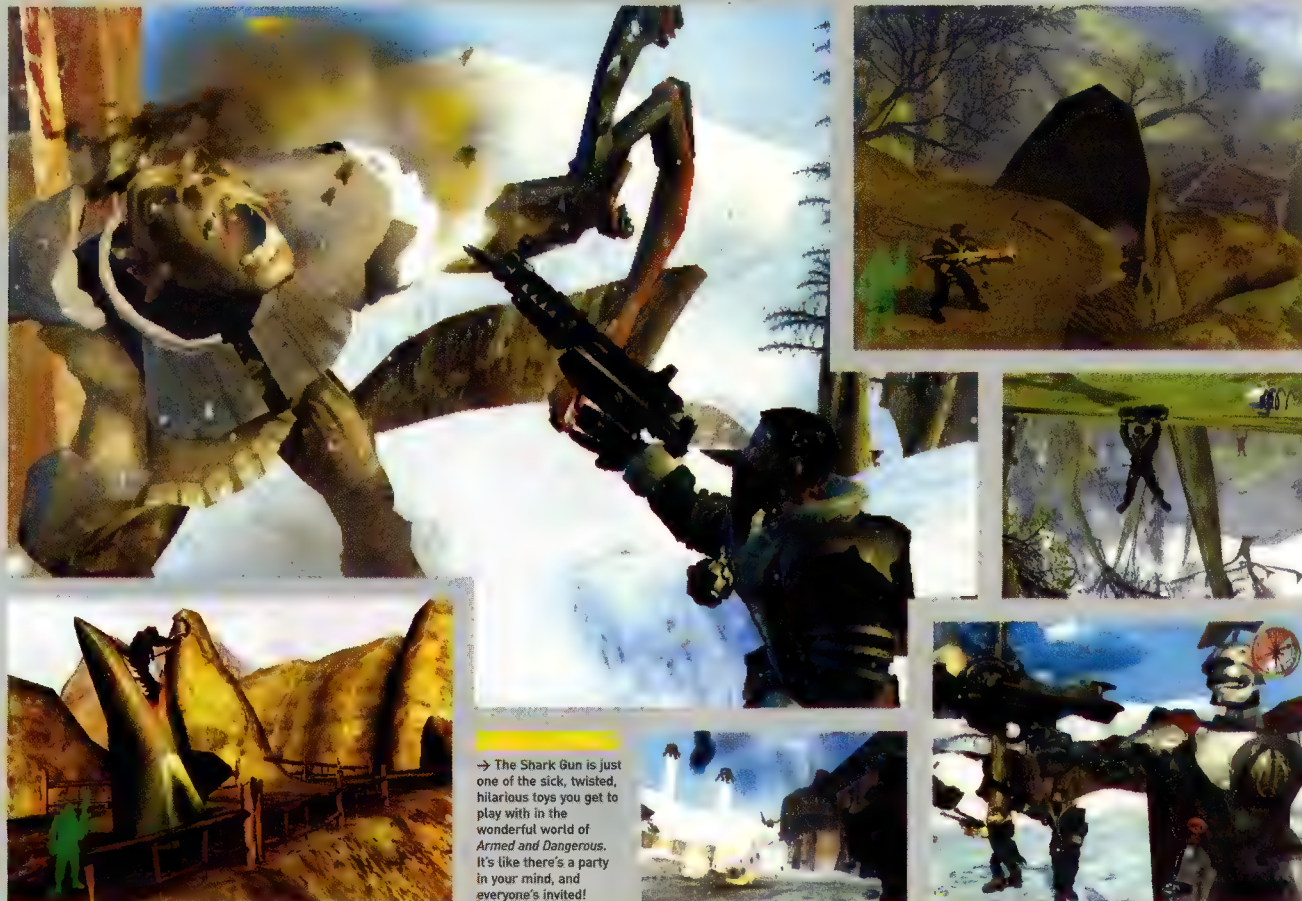 → The Shark Gun is just
one of the sick, twisted,
hilarious toys you get to
play with in the
wonderful world of
Armed and Dangerous.
It's like there's a party
in your mind, and
everyone's invited!